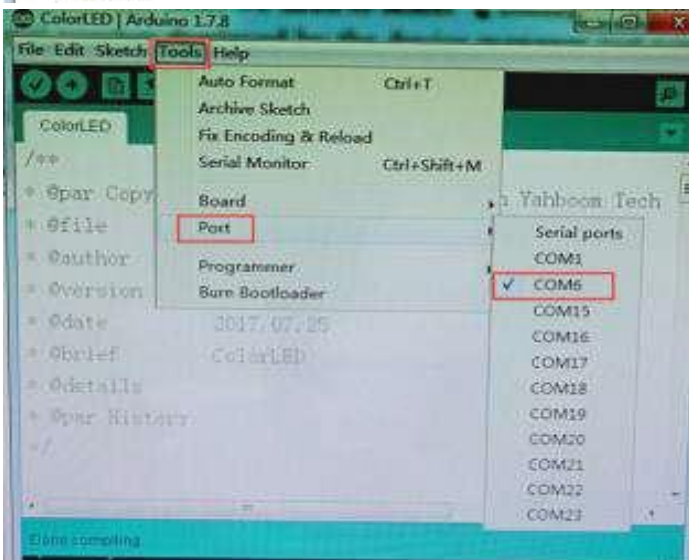 ColorLED | Arduino 1.7.8
File Edit Sketch Tools Help
Auto Format Ctrl+T
Archive Sketch
Fix Encoding & Reload
Serial Monitor Ctrl+Shift+M
Board
Port
Programmer
Burn Bootloader
Serial ports
COM1
✓ COM6
COM15
COM16
COM17
COM18
COM19
COM20
COM21
COM22
COM23
ColorLED
/**
* @par Copy Yahboom Tech
* @file
* @author
* @version
* @date 2017.07.25
* @brief ColorLED
* @details
* @par History
*/
Done compiling